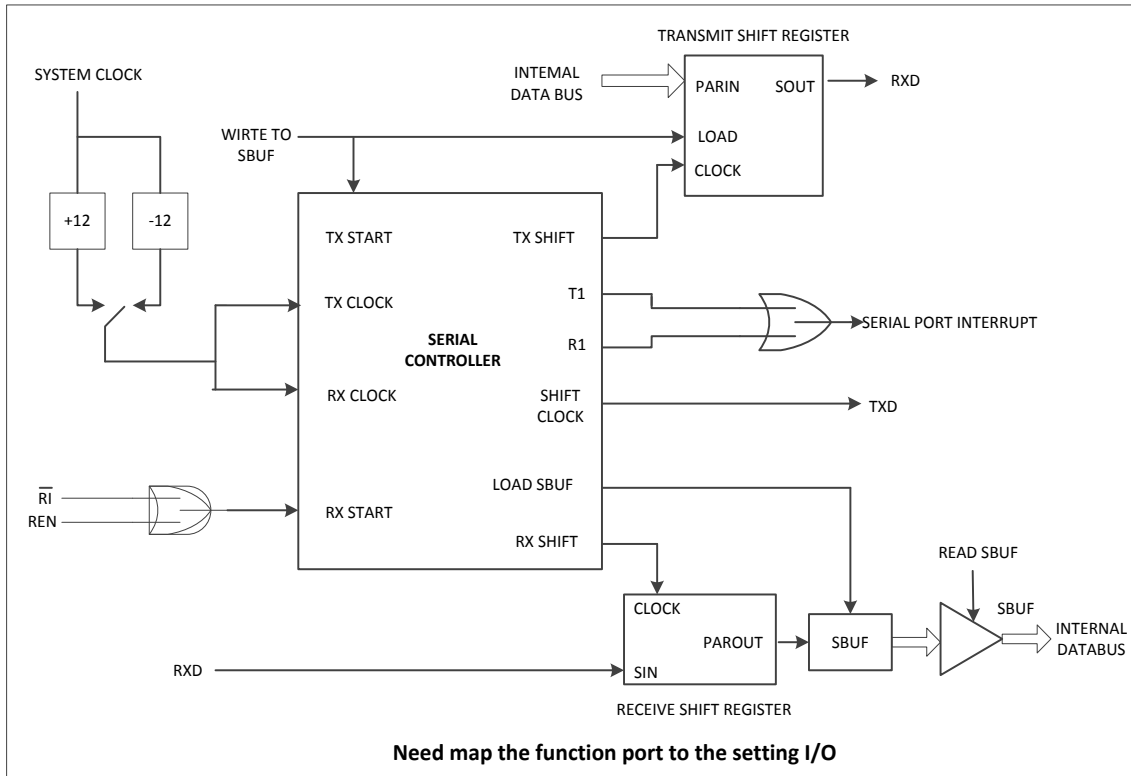 TRANSMIT SHIFT REGISTER
SYSTEM CLOCK
INTEMAL
DATA BUS
PARIN
SOUT
RXD
WIRTE TO
SBUF
LOAD
CLOCK
+12
-12
TX START
TX SHIFT
TX CLOCK
T1
SERIAL
CONTROLLER
SERIAL PORT INTERRUPT
R1
RX CLOCK
SHIFT
CLOCK
TXD
LOAD SBUF
R̅I̅
REN
RX START
RX SHIFT
READ SBUF
CLOCK
PAROUT
SBUF
SBUF
INTERNAL
DATABUS
RXD
SIN
RECEIVE SHIFT REGISTER
Need map the function port to the setting I/O